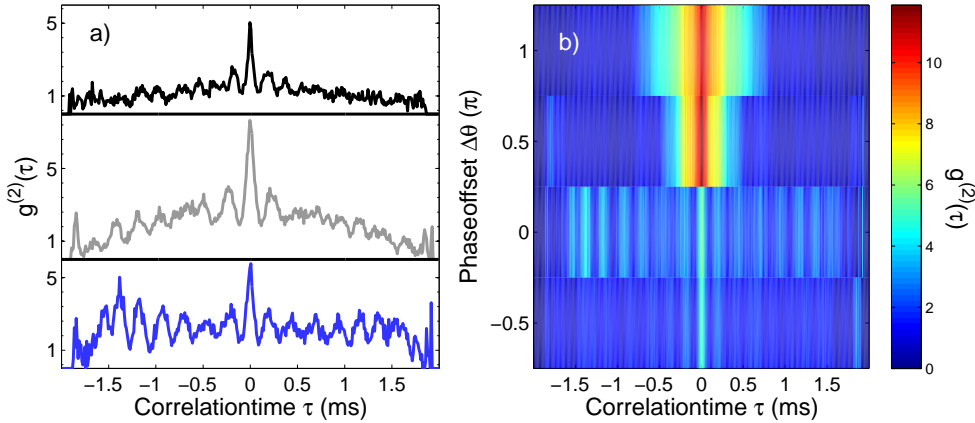 a)
5
1
5
1
5
1
g(2)(τ)
−1.5 −1 −0.5 0 0.5 1 1.5
Correlationtime τ (ms)
b)
1
0.5
0
−0.5
Phaseoffset Δθ (π)
−1.5 −1 −0.5 0 0.5 1 1.5
Correlationtime τ (ms)
10
8
6
4
2
0
g(2)(τ)